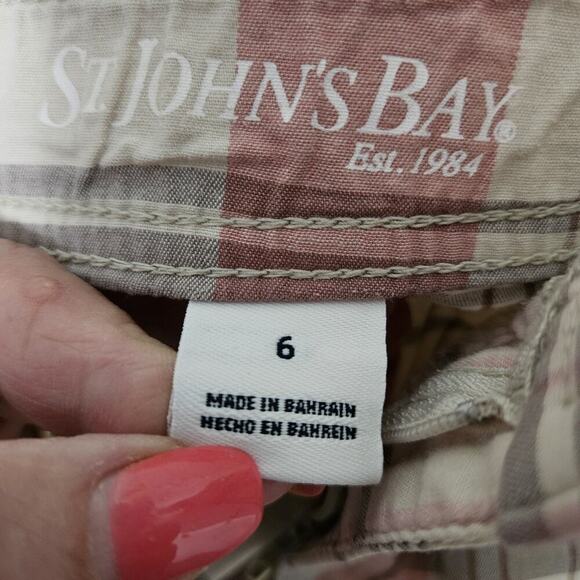 ST. JOHN'S BAY®
Est. 1984
6
MADE IN BAHRAIN
HECHO EN BAHREIN